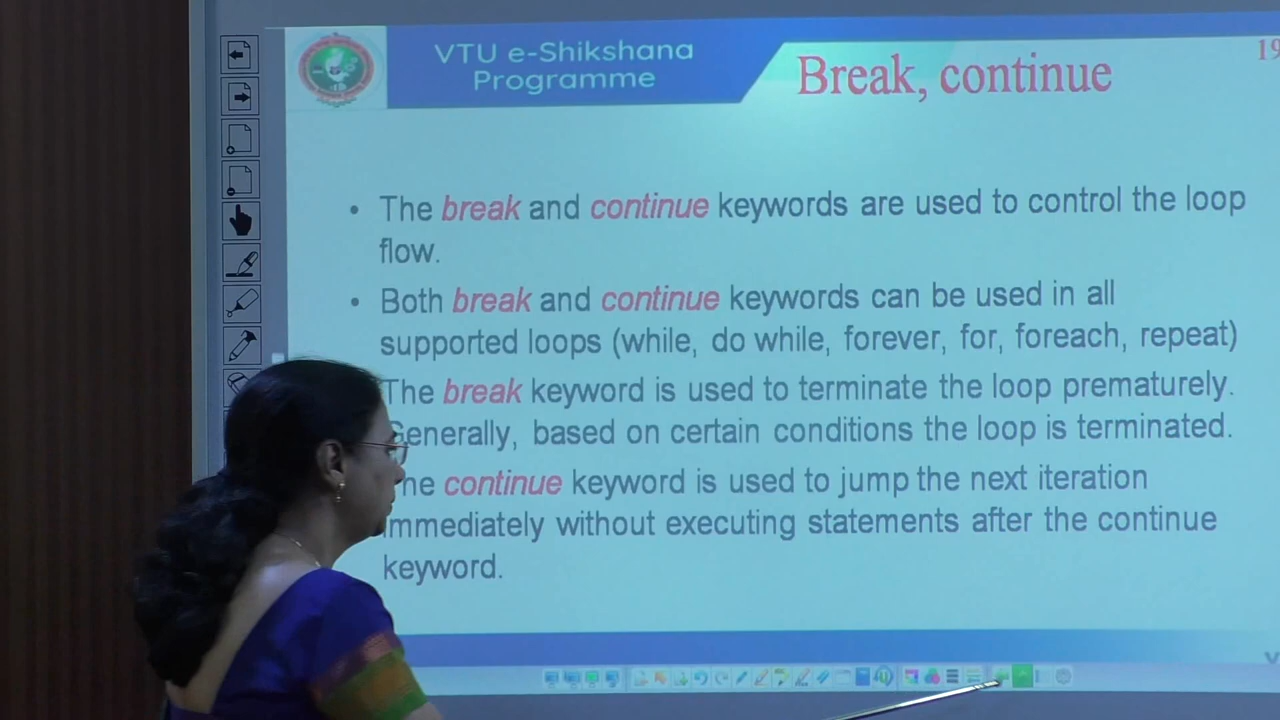 VTU e-Shikshana
Programme
Break, continue
19
• The break and continue keywords are used to control the loop
flow.
• Both break and continue keywords can be used in all
supported loops (while, do while, forever, for, foreach, repeat)
The break keyword is used to terminate the loop prematurely.
Generally, based on certain conditions the loop is terminated.
The continue keyword is used to jump the next iteration
immediately without executing statements after the continue
keyword.